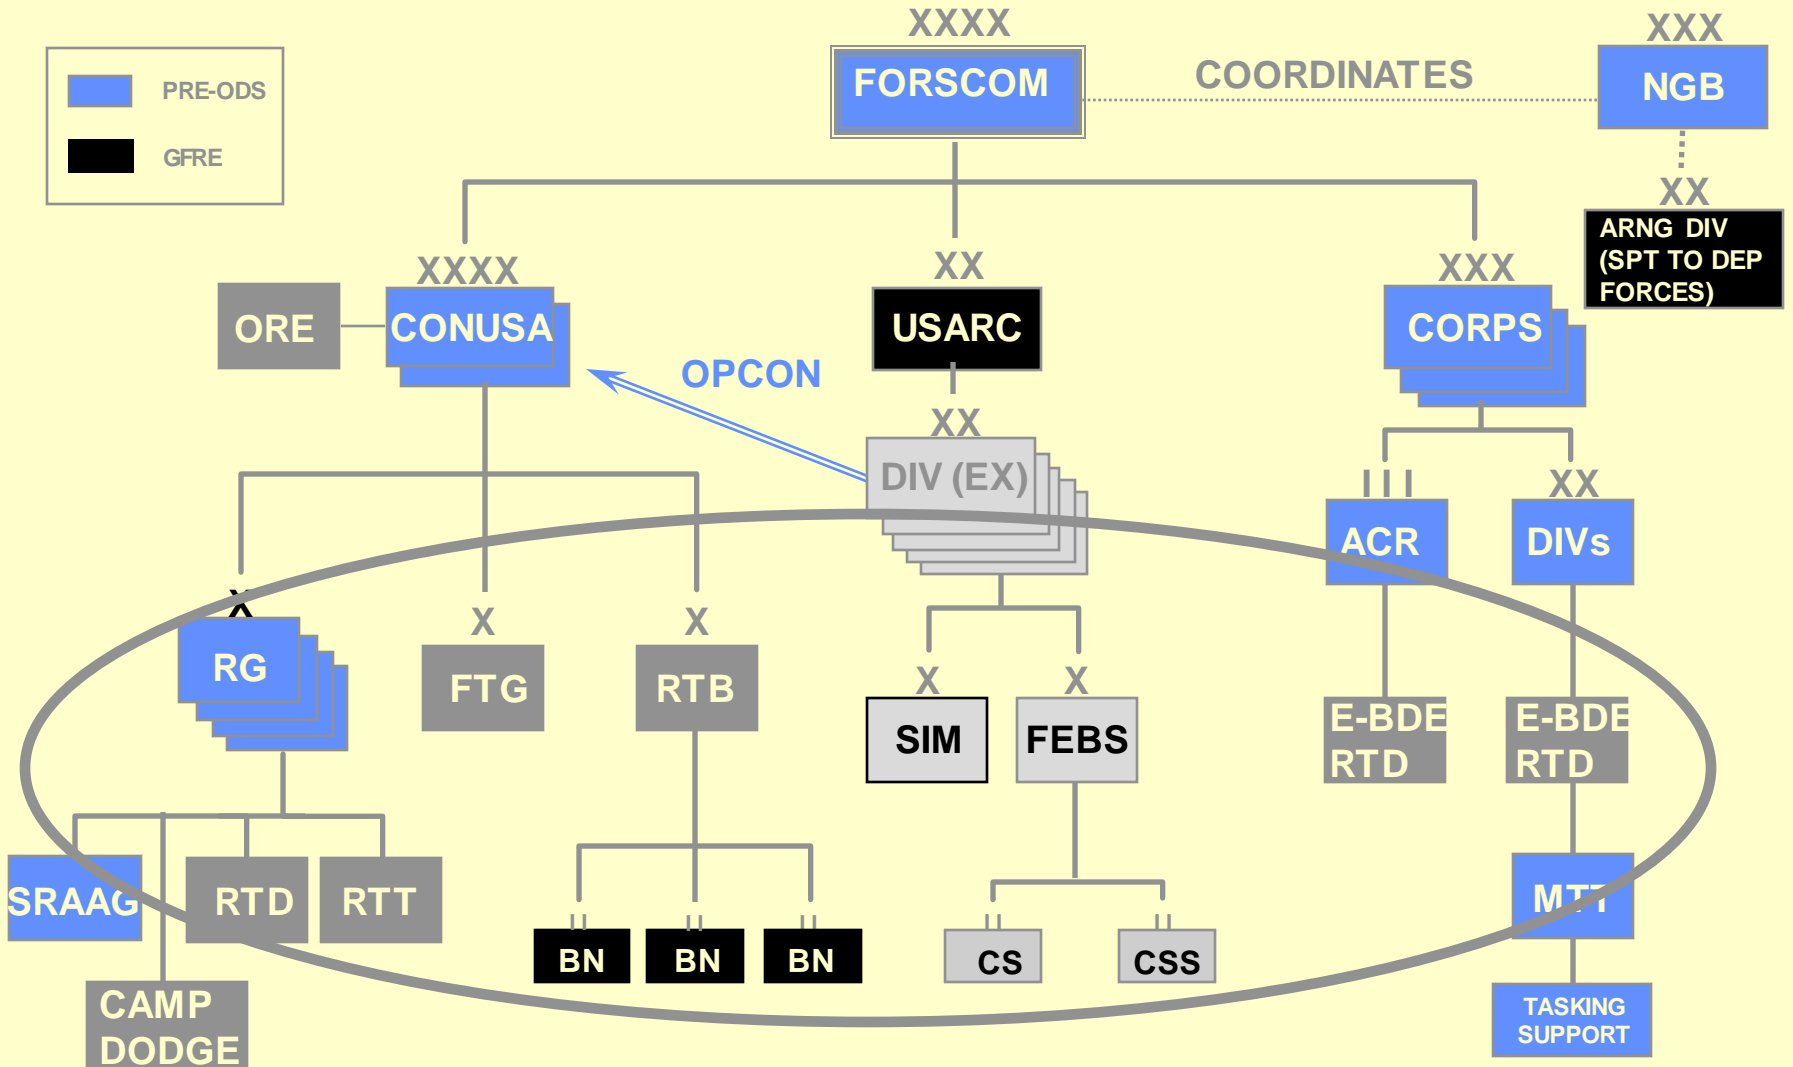 XXXX
FORSCOM
COORDINATES
XXX
NGB
PRE-ODS
GFRE
XX
ARNG DIV
(SPT TO DEP
FORCES)
XXXX
ORE
CONUSA
XX
USARC
XXX
CORPS
OPCON
XX
DIV (EX)
III
ACR
XX
DIVs
X
RG
X
FTG
X
RTB
X
SIM
X
FEBS
E-BDE
RTD
E-BDE
RTD
SRAAG
RTD
RTT
II
BN
II
BN
II
BN
II
CS
II
CSS
MTT
CAMP
DODGE
TASKING
SUPPORT